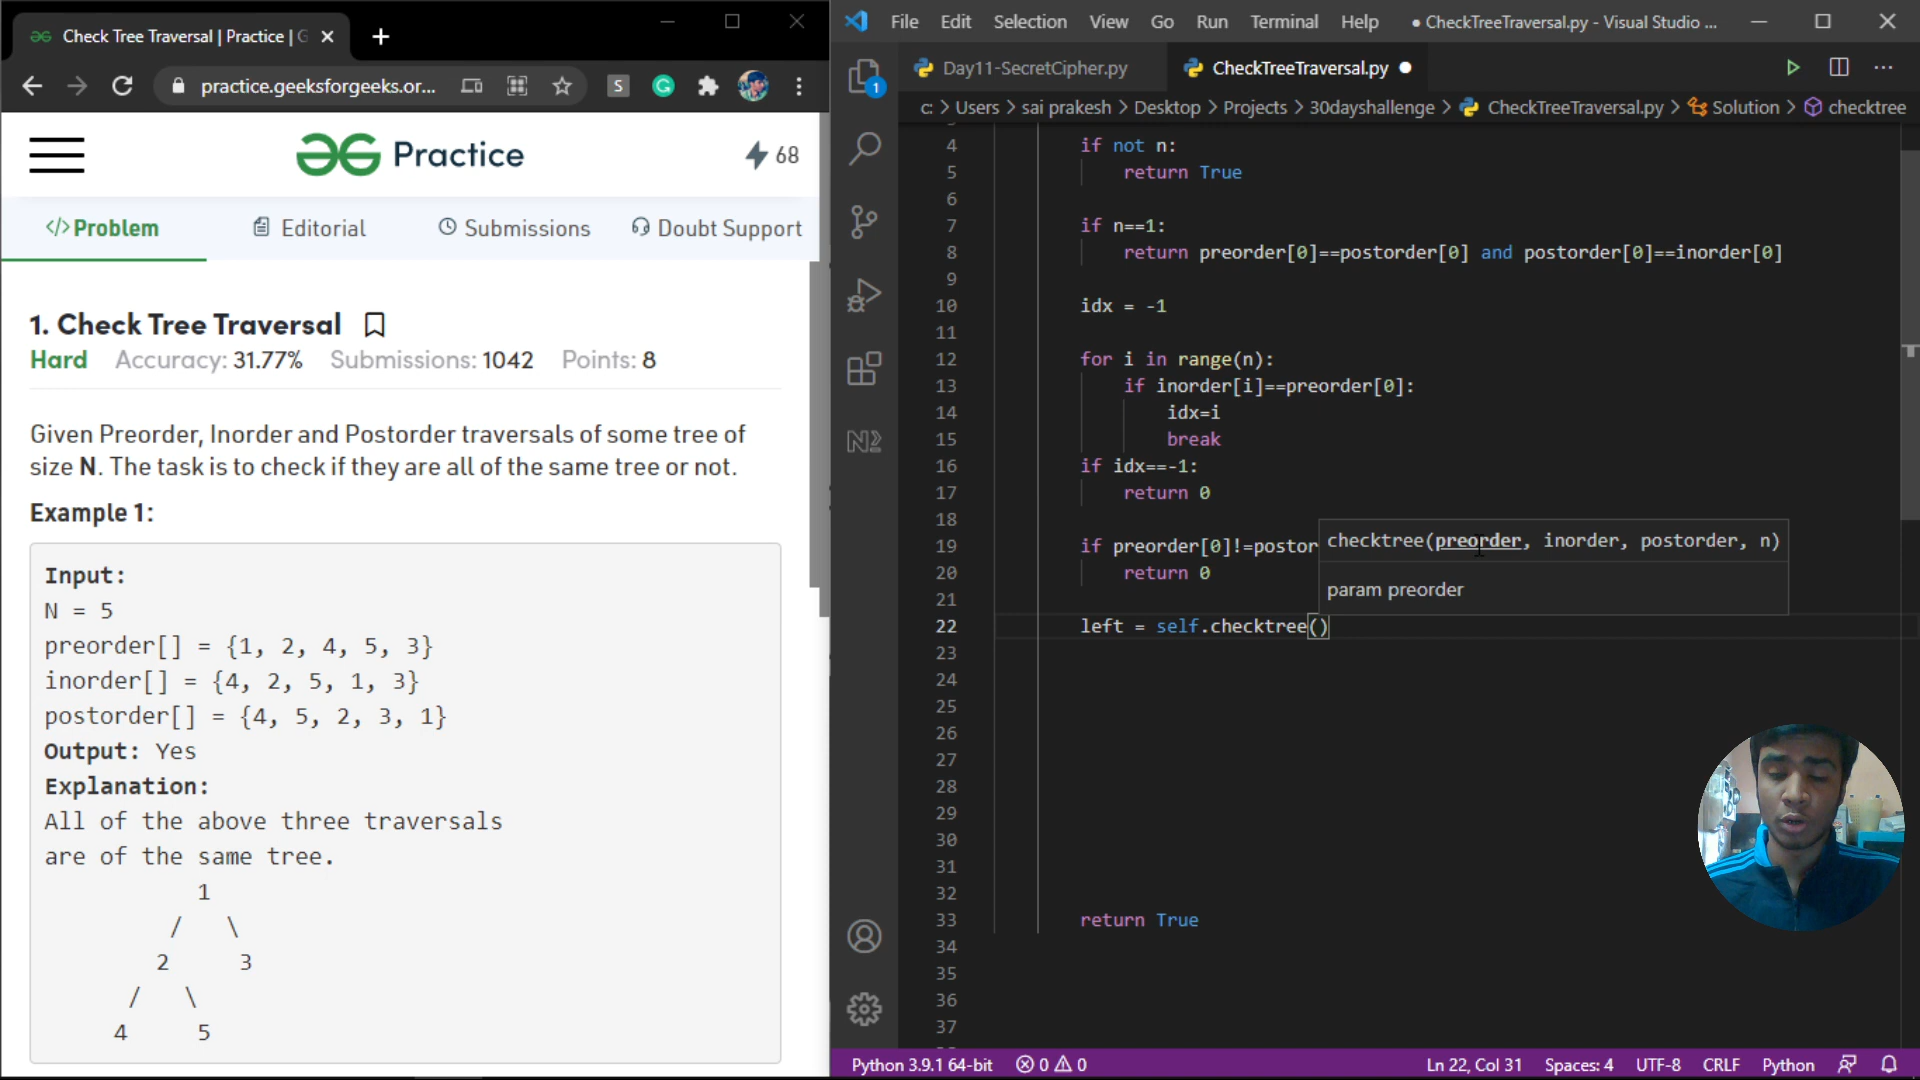 Check Tree Traversal | Practice | G
practice.geeksforgeeks.or...
Practice
68
</>Problem
Editorial
Submissions
Doubt Support
1. Check Tree Traversal
Hard Accuracy: 31.77% Submissions: 1042 Points: 8
Given Preorder, Inorder and Postorder traversals of some tree of
size N. The task is to check if they are all of the same tree or not.
Example 1:
Input:
N = 5
preorder[] = {1, 2, 4, 5, 3}
inorder[] = {4, 2, 5, 1, 3}
postorder[] = {4, 5, 2, 3, 1}
Output: Yes
Explanation:
All of the above three traversals
are of the same tree.
1
/ \
2 3
/ \
4 5
File Edit Selection View Go Run Terminal Help ● CheckTreeTraversal.py - Visual Studio ...
Day11-SecretCipher.py
CheckTreeTraversal.py ●
c: > Users > sai prakesh > Desktop > Projects > 30dayshallenge > CheckTreeTraversal.py > Solution > checktree
1
4 if not n:
5 return True
6
7 if n==1:
8 return preorder[0]==postorder[0] and postorder[0]==inorder[0]
9
10 idx = -1
11
12 for i in range(n):
13 if inorder[i]==preorder[0]:
14 idx=i
15 break
16 if idx==-1:
17 return 0
18
19 if preorder[0]!=postor
checktree(preorder, inorder, postorder, n)
20 return 0
param preorder
21
22 left = self.checktree()
23
24
25
26
27
28
29
30
31
32
33 return True
34
35
36
37
Python 3.9.1 64-bit
0 0
Ln 22, Col 31
Spaces: 4
UTF-8
CRLF
Python